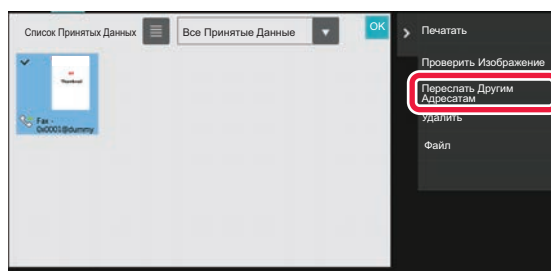 Список Принятых Данных
Все Принятые Данные
OK
Fax -
0x0001@dummy
Печатать
Проверить Изображение
Переслать Другим
Адресатам
Удалить
Файл